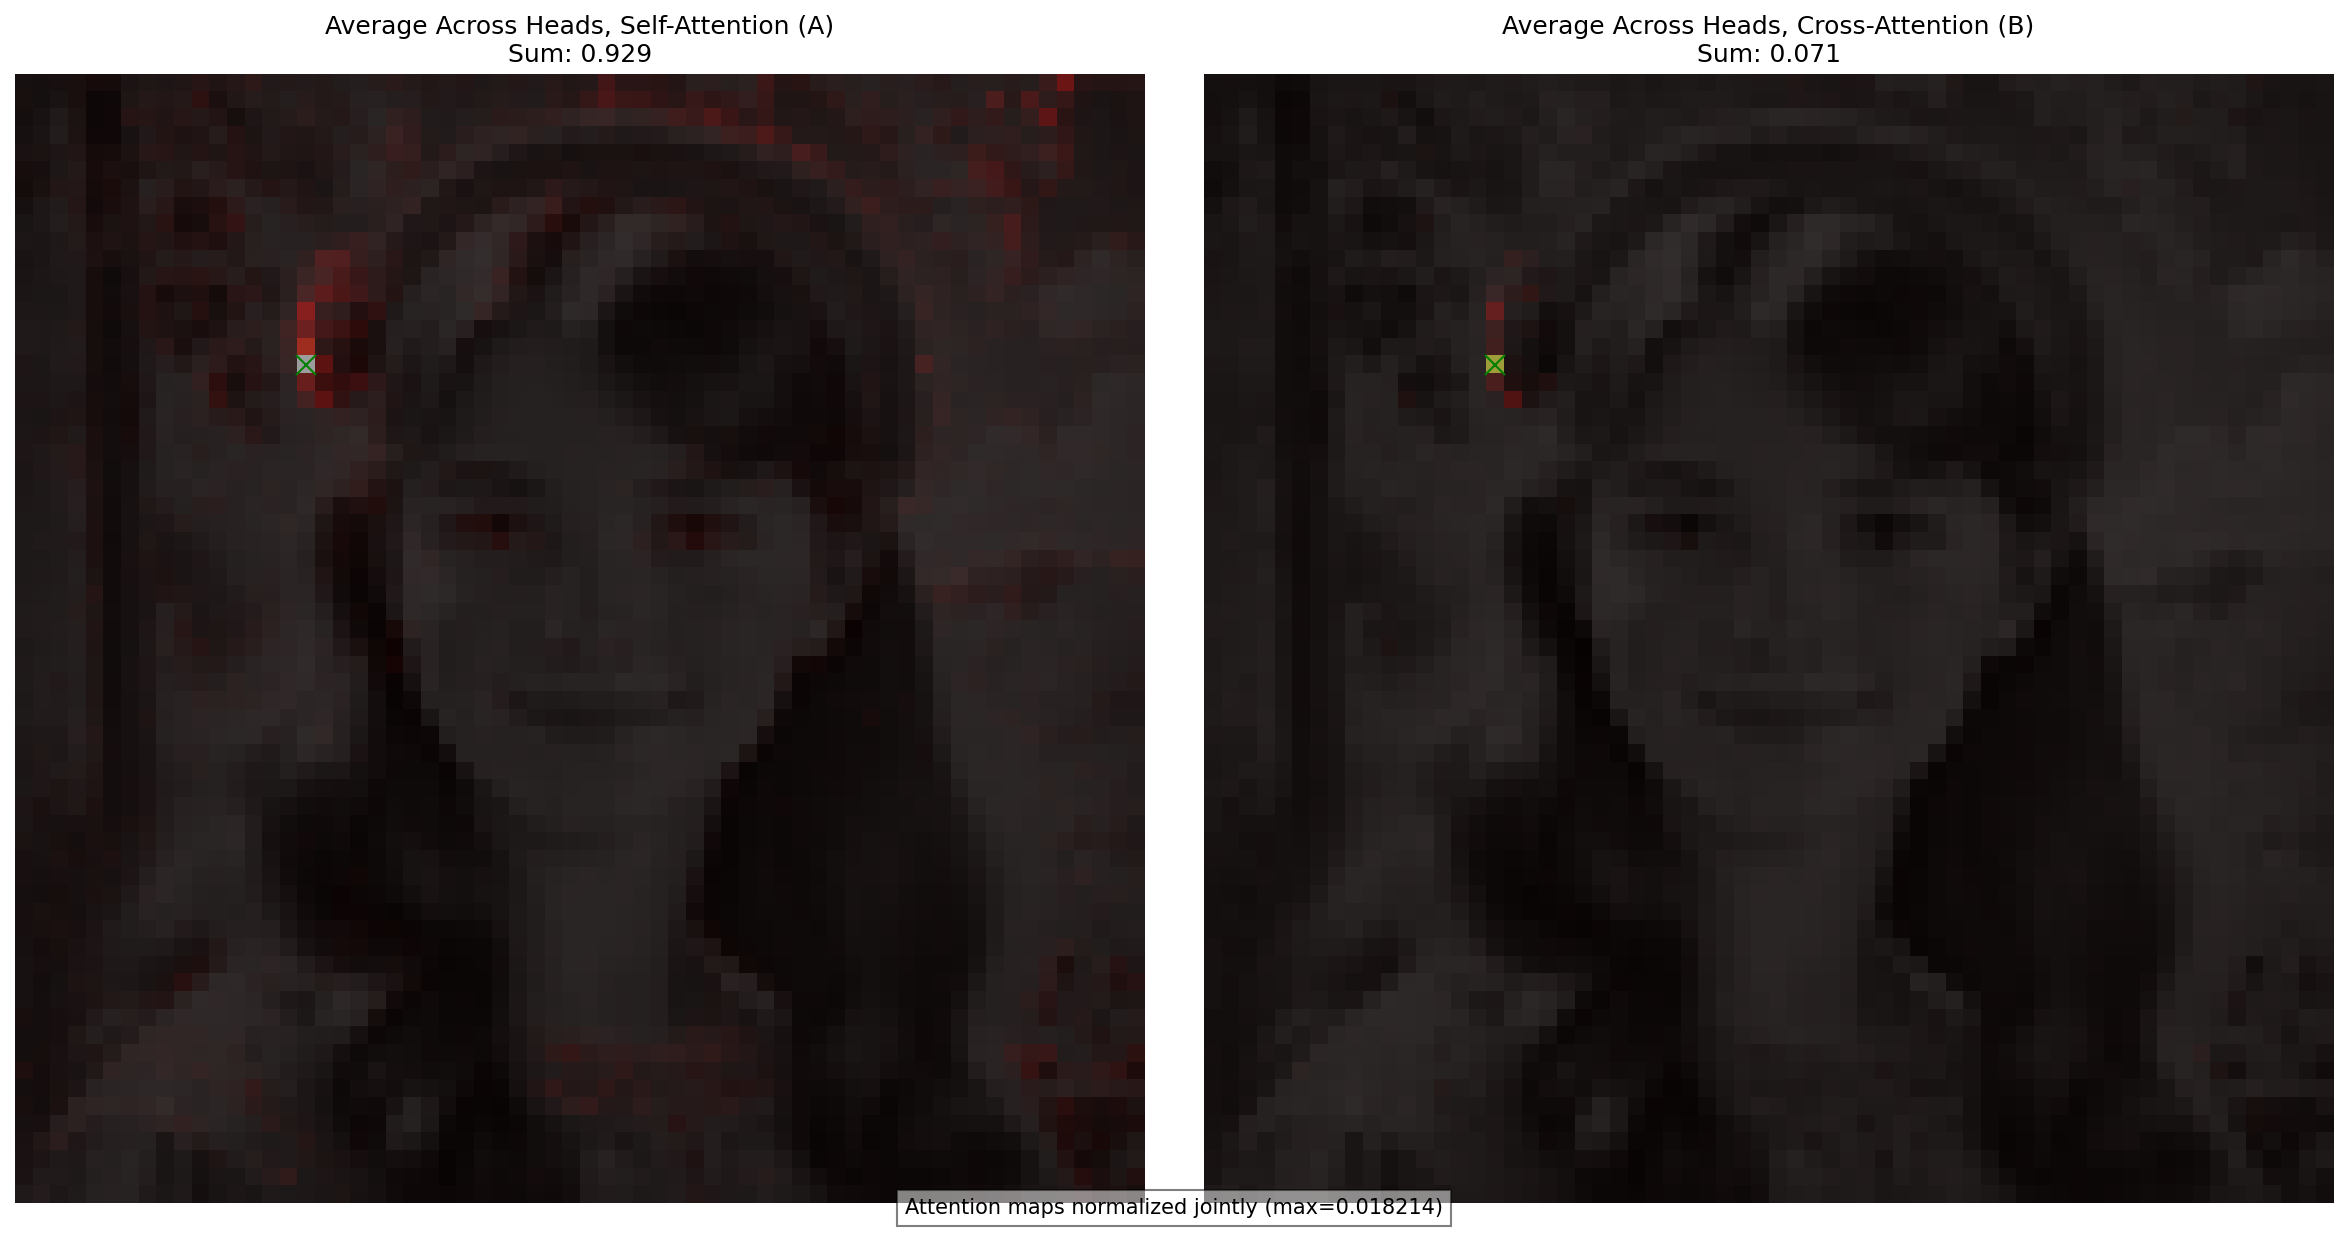 Average Across Heads, Self-Attention (A)
Sum: 0.929
Average Across Heads, Cross-Attention (B)
Sum: 0.071
Attention maps normalized jointly (max=0.018214)